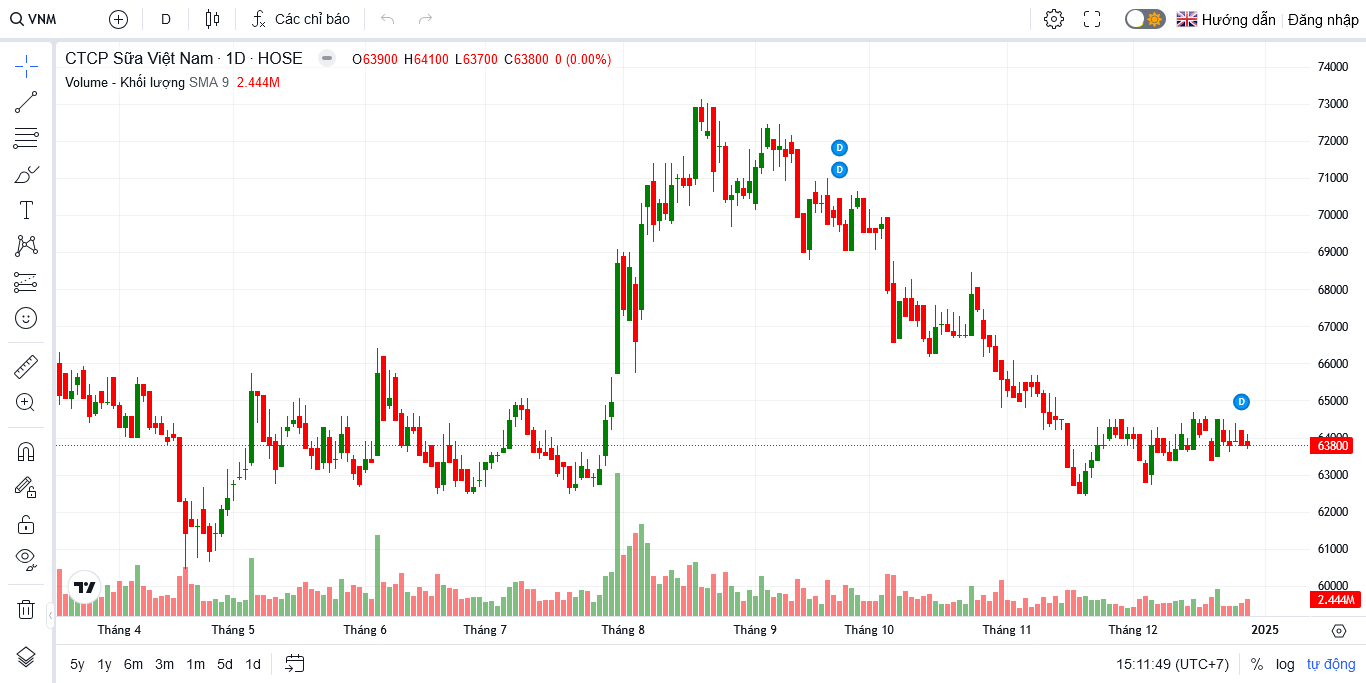 VNM
D
Các chỉ báo
Hướng dẫn
Đăng nhập
CTCP Sữa Việt Nam · 1D · HOSE
O63900 H64100 L63700 C63800 0 (0.00%)
Volume - Khối lượng SMA 9 2.444M
74000
73000
72000
D
D
71000
70000
69000
68000
67000
66000
65000
D
64000
63800
63000
62000
61000
60000
2.444M
Tháng 4 Tháng 5 Tháng 6 Tháng 7 Tháng 8 Tháng 9 Tháng 10 Tháng 11 Tháng 12 2025
5y 1y 6m 3m 1m 5d 1d
15:11:49 (UTC+7) % log tự động